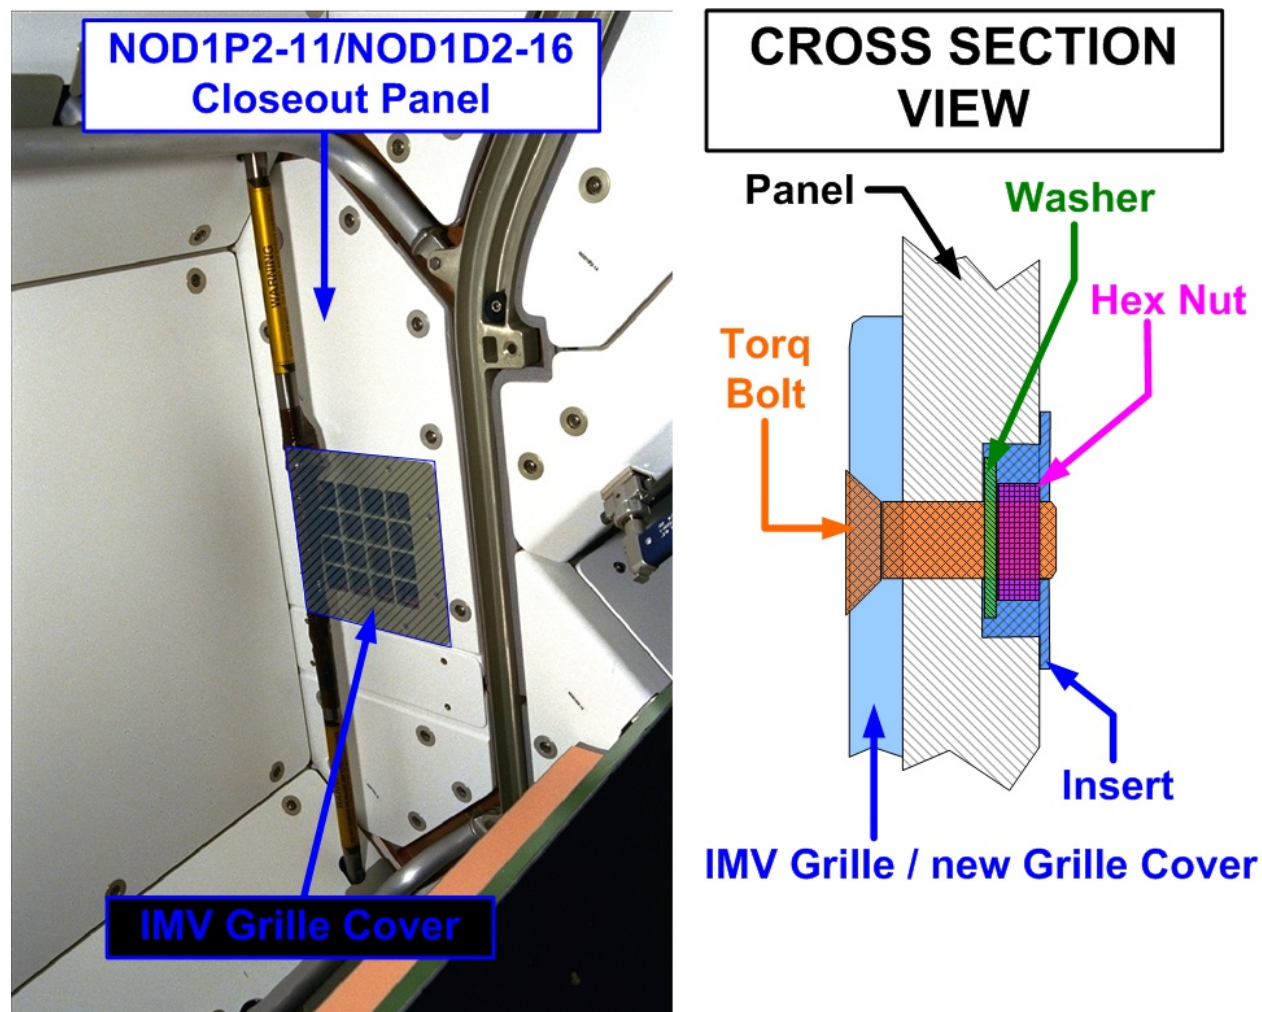 NOD1P2-11/NOD1D2-16
Closeout Panel
WARNING
IMV Grille Cover
CROSS SECTION
VIEW
Panel
Washer
Hex Nut
Torq
Bolt
Insert
IMV Grille / new Grille Cover